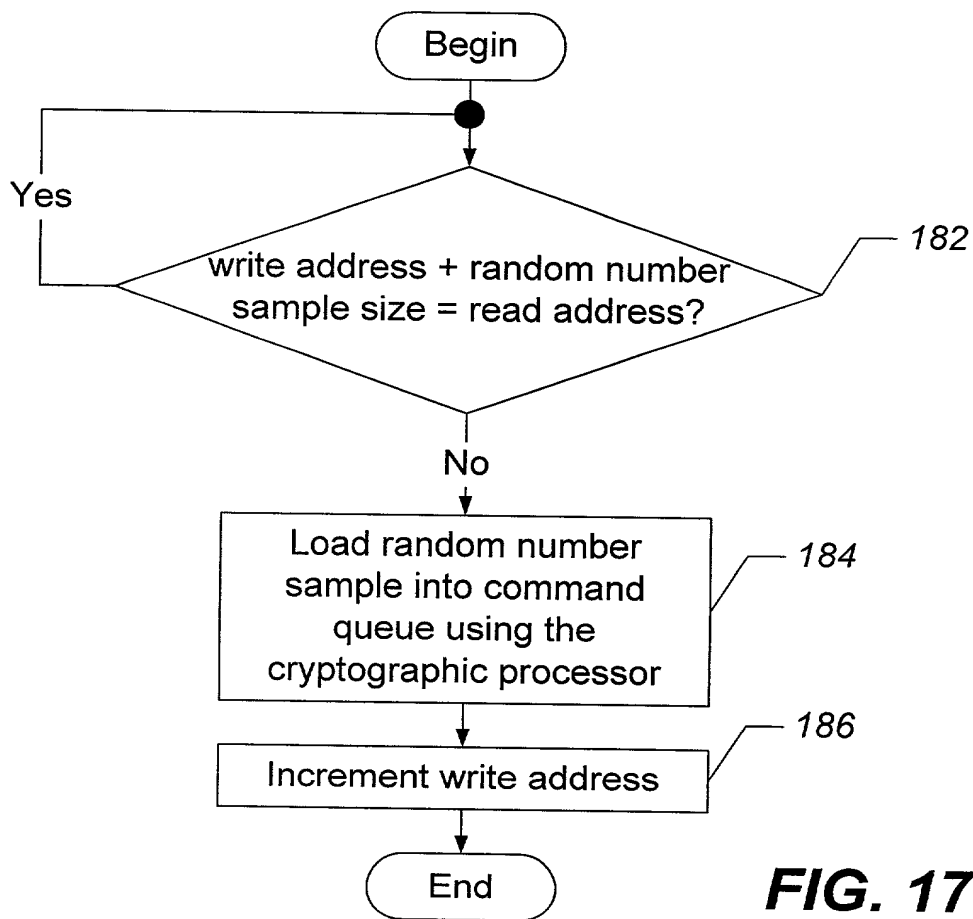 Begin
Yes
write address + random number
sample size = read address?
182
No
Load random number
sample into command
queue using the
cryptographic processor
184
186
Increment write address
End
FIG. 17